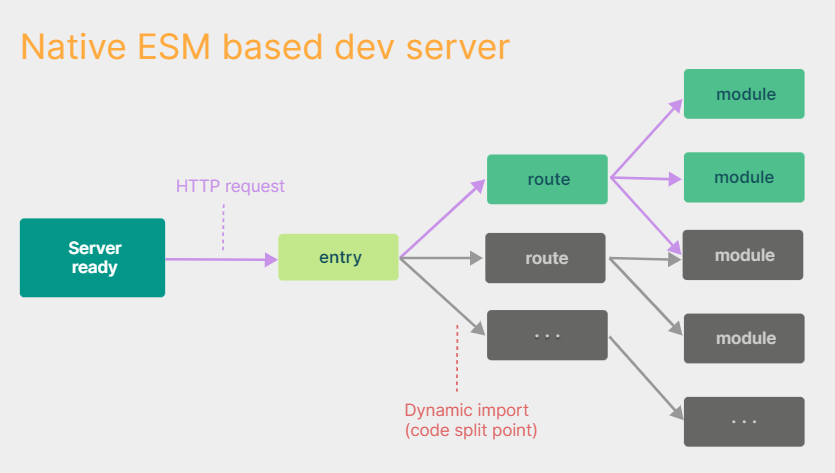 Native ESM based dev server
HTTP request
Server
ready
entry
route
route
· · ·
module
module
module
module
· · ·
Dynamic import
(code split point)